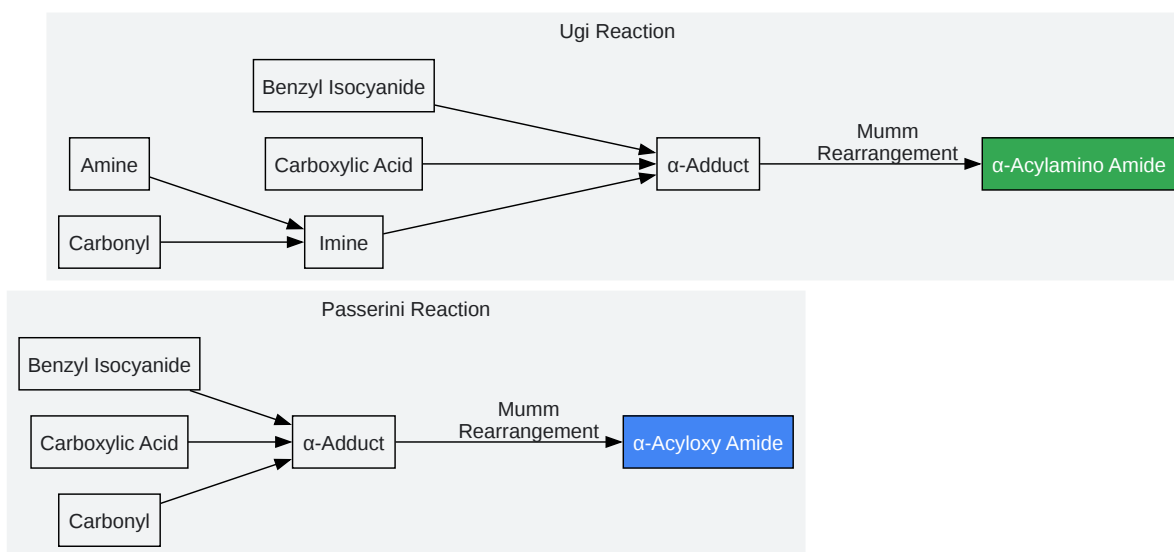 Ugi Reaction
Benzyl Isocyanide
Amine
Carboxylic Acid
α-Adduct
Mumm
Rearrangement
α-Acylamino Amide
Carbonyl
Imine
Passerini Reaction
Benzyl Isocyanide
Carboxylic Acid
α-Adduct
Mumm
Rearrangement
α-Acyloxy Amide
Carbonyl